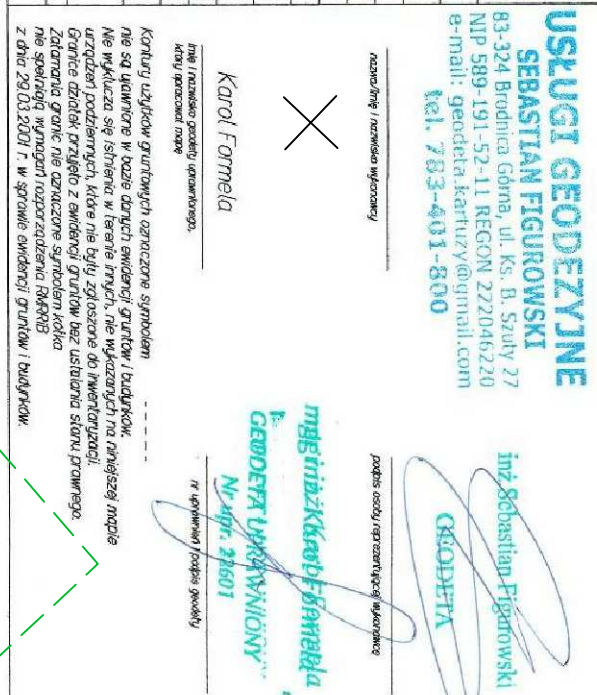 USŁUGI GEODEZYJNE
SEBASTIAN FIGUROWSKI
83-324 Brodnica Górna, ul. Ks. B. Szuty 27
NIP 589-191-52-11 REGON 222046220
e-mail: geodeta.kartuzy@gmail.com
tel. 783-401-800
nazwa/imię i nazwisko wykonawcy
inż. Sebastian Figurowski
GEODETA
podpis osoby reprezentującej wykonawcę
Karol Formela
imię i nazwisko geodety uprawnionego,
który opracował mapę
mgr inż. Karol Formela
GEODETA UPRAWNIONY
Nr upr. 22601
nr uprawnień i podpis geodety
Kontury użytków gruntowych oznaczone symbolem - - - - -
nie są ujawnione w bazie danych ewidencji gruntów i budynków.
Nie wyklucza się istnienia w terenie innych, nie wykazanych na niniejszej mapie
urządzeń podziemnych, które nie były zgłoszone do inwentaryzacji.
Granice działek przyjęto z ewidencji gruntów bez ustalania stanu prawnego.
Załamania granic nie oznaczone symbolem kółka
nie spełniają wymagań rozporządzenia RMRRiB
z dnia 29.03.2001 r. w sprawie ewidencji gruntów i budynków.